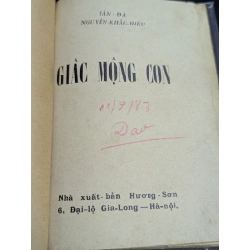 TẢN - ĐÀ
NGUYỄN KHẮC-HIẾU
GIẤC MỘNG CON
Dao
Nhà xuất-bản Hương-Sơn
6, Đại-lộ Gia-Long — Hà-nội.